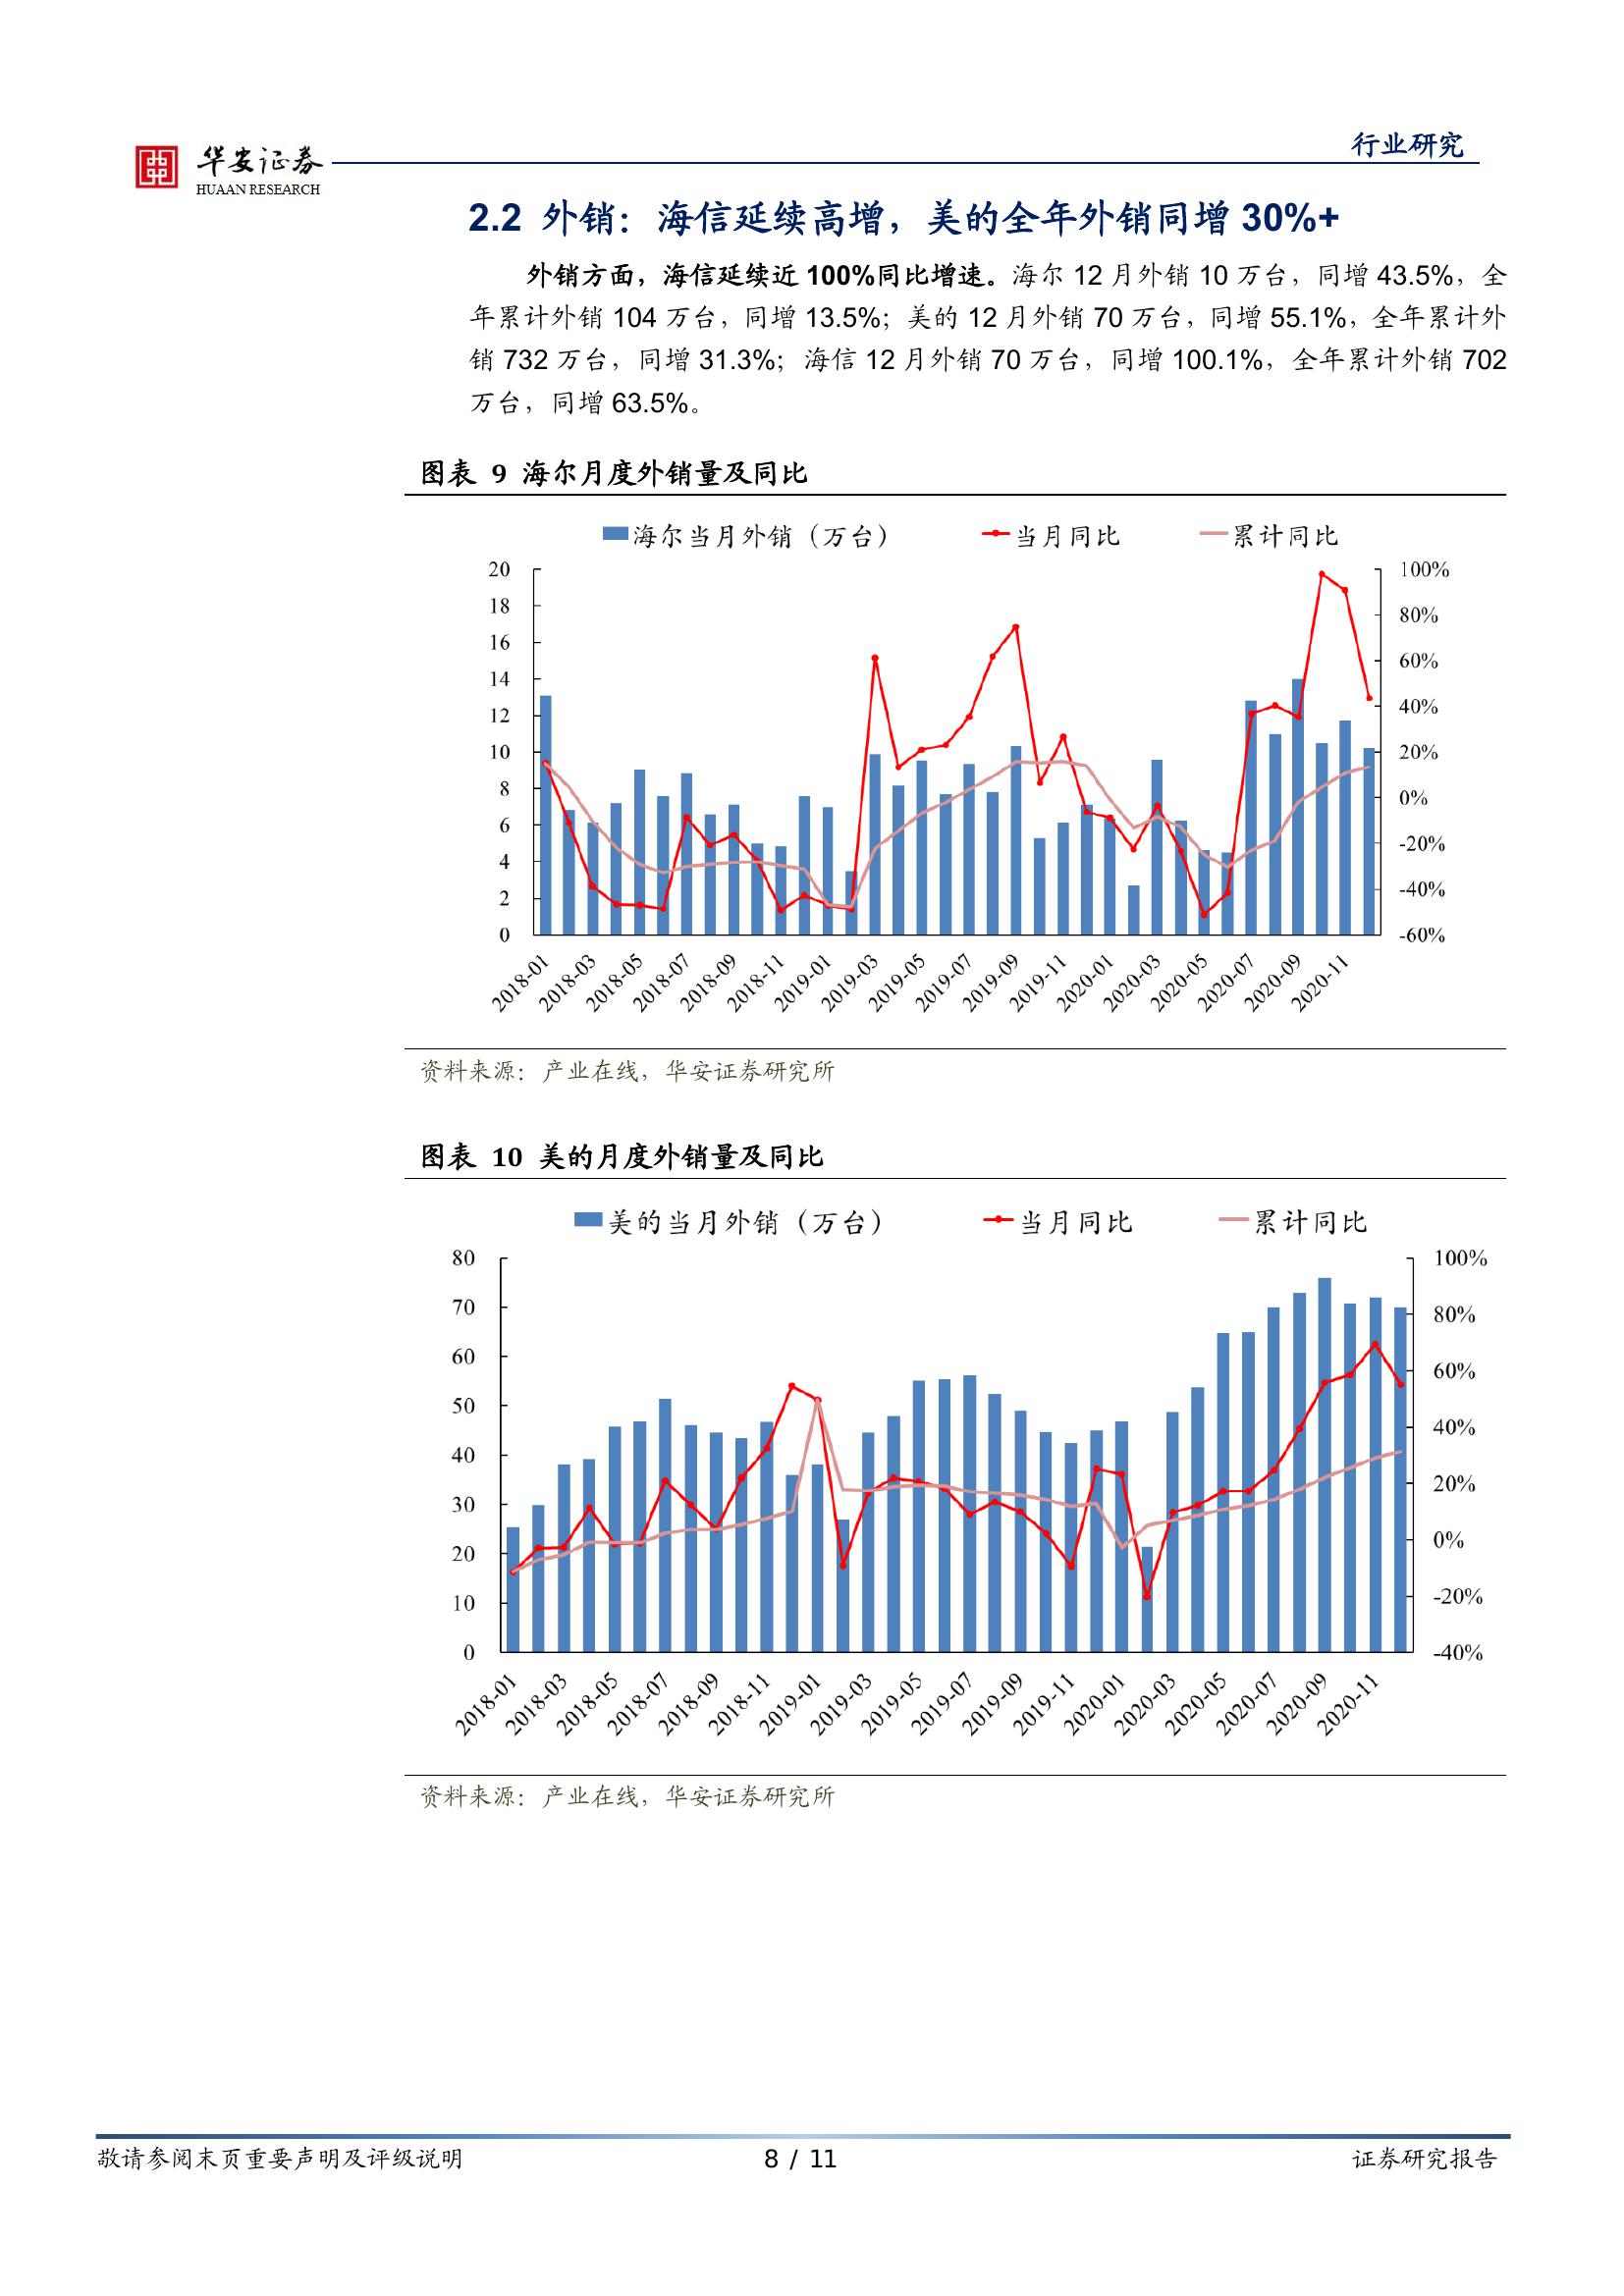 华安证券
HUAAN RESEARCH
行业研究
2.2 外销：海信延续高增，美的全年外销同增 30%+
外销方面，海信延续近 100%同比增速。海尔 12 月外销 10 万台，同增 43.5%，全
年累计外销 104 万台，同增 13.5%；美的 12 月外销 70 万台，同增 55.1%，全年累计外
销 732 万台，同增 31.3%；海信 12 月外销 70 万台，同增 100.1%，全年累计外销 702
万台，同增 63.5%。
图表 9 海尔月度外销量及同比
海尔当月外销（万台） 当月同比 累计同比
20 100%
18 80%
16 60%
14 40%
12 20%
10 0%
8 -20%
6 -40%
4 -60%
2
0
2018-01 2018-03 2018-05 2018-07 2018-09 2018-11 2019-01 2019-03 2019-05 2019-07 2019-09 2019-11 2020-01 2020-03 2020-05 2020-07 2020-09 2020-11
资料来源：产业在线，华安证券研究所
图表 10 美的月度外销量及同比
美的当月外销（万台） 当月同比 累计同比
80 100%
70 80%
60 60%
50 40%
40 20%
30 0%
20 -20%
10 -40%
0
2018-01 2018-03 2018-05 2018-07 2018-09 2018-11 2019-01 2019-03 2019-05 2019-07 2019-09 2019-11 2020-01 2020-03 2020-05 2020-07 2020-09 2020-11
资料来源：产业在线，华安证券研究所
敬请参阅末页重要声明及评级说明 8 / 11 证券研究报告